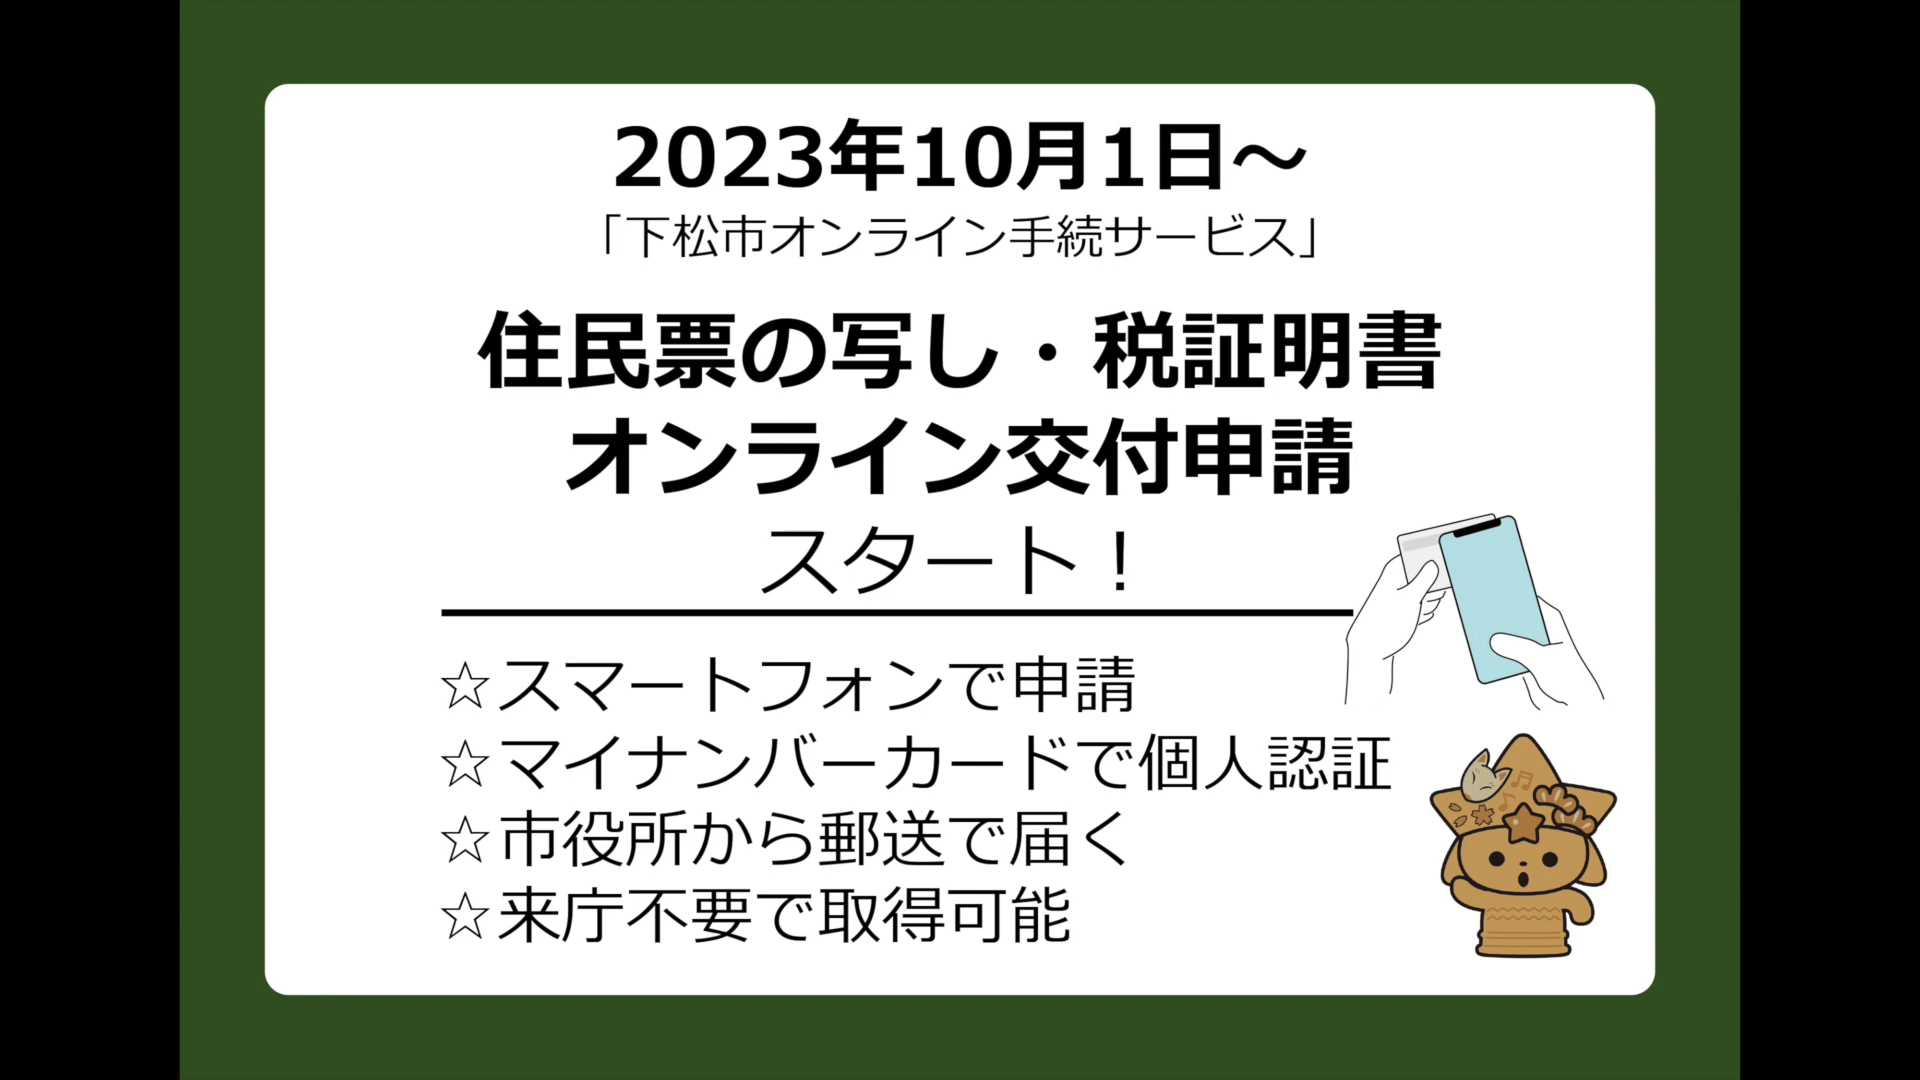 2023年10月1日～
「下松市オンライン手続サービス」
住民票の写し・税証明書
オンライン交付申請
スタート！
☆スマートフォンで申請
☆マイナンバーカードで個人認証
☆市役所から郵送で届く
☆来庁不要で取得可能